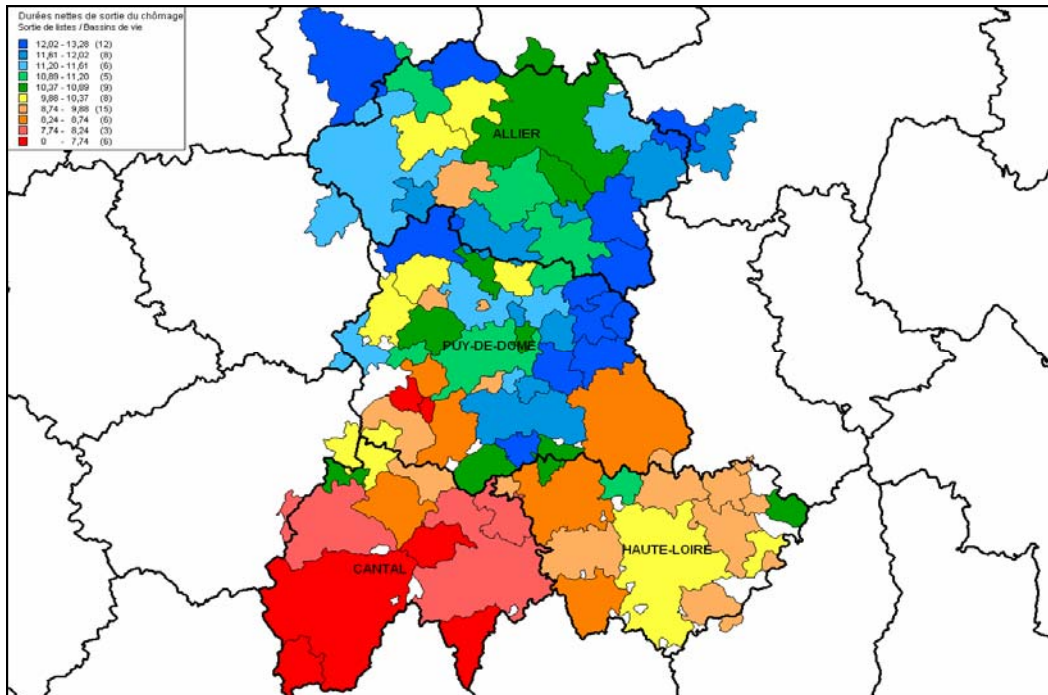 Durées nettes de sortie du chômage
Sortie de listes / Bassins de vie
12,02 - 13,28 (12)
11,61 - 12,02 (8)
11,20 - 11,61 (6)
10,89 - 11,20 (5)
10,37 - 10,89 (9)
9,88 - 10,37 (8)
8,74 - 9,88 (15)
8,24 - 8,74 (6)
7,74 - 8,24 (3)
0 - 7,74 (6)
ALLIER
PUY-DE-DOME
HAUTE-LOIRE
CANTAL